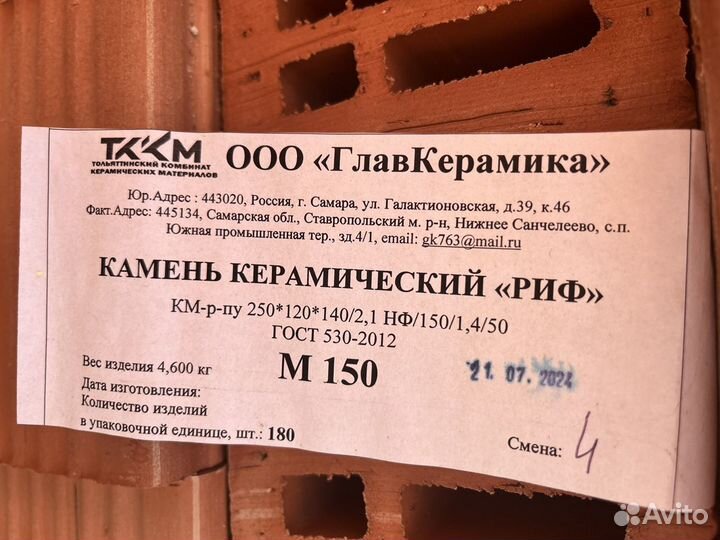 ТККМ
ТОЛЬЯТТИНСКИЙ КОМБИНАТ
КЕРАМИЧЕСКИХ МАТЕРИАЛОВ
ООО «ГлавКерамика»
Юр.Адрес : 443020, Россия, г. Самара, ул. Галактионовская, д.39, к.46
Факт.Адрес: 445134, Самарская обл., Ставропольский м. р-н, Нижнее Санчелеево, с.п.
Южная промышленная тер., зд.4/1, email: gk763@mail.ru
КАМЕНЬ КЕРАМИЧЕСКИЙ «РИФ»
КМ-р-пу 250*120*140/2,1 НФ/150/1,4/50
ГОСТ 530-2012
Вес изделия 4,600 кг
М 150
21. 07. 2024
Дата изготовления:
Количество изделий
в упаковочной единице, шт.: 180
Смена: 4
Avito